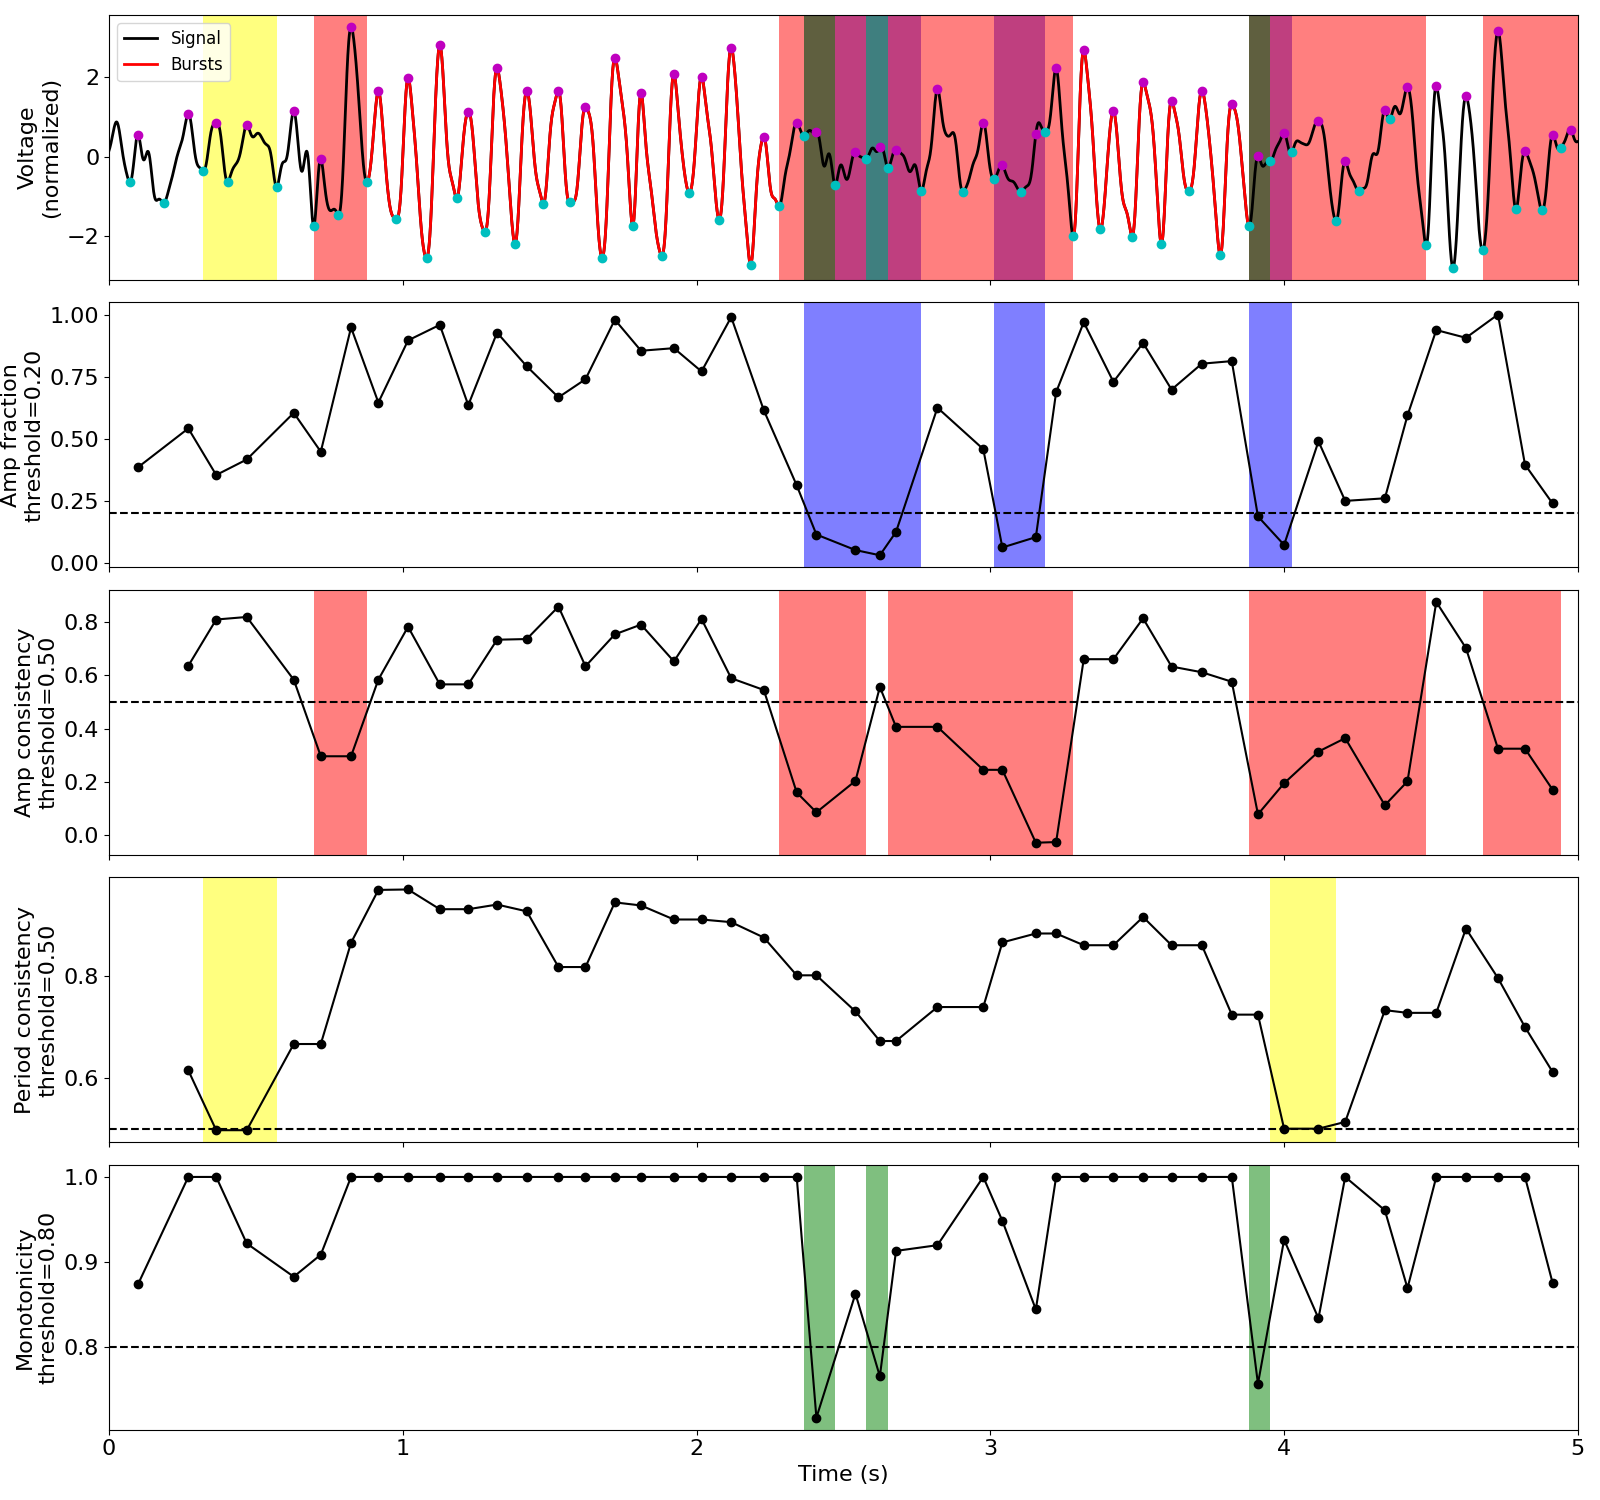 Signal
Bursts
Voltage
(normalized)
2
0
−2
Amp fraction
threshold=0.20
1.00
0.75
0.50
0.25
0.00
Amp consistency
threshold=0.50
0.8
0.6
0.4
0.2
0.0
Period consistency
threshold=0.50
0.8
0.6
Monotonicity
threshold=0.80
1.0
0.9
0.8
0 1 2 3 4 5
Time (s)